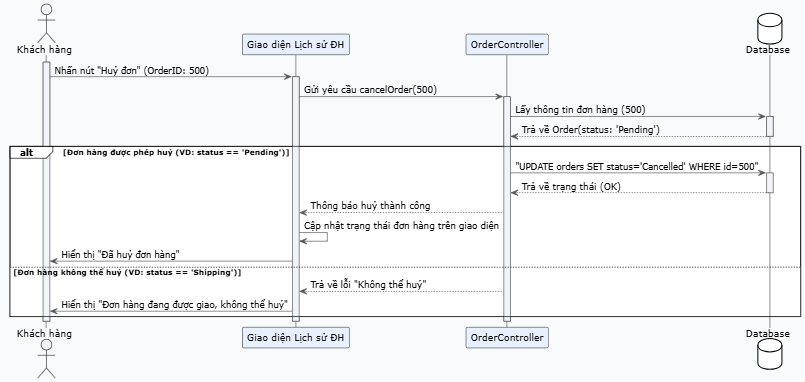 Khách hàng
Giao diện Lịch sử ĐH
OrderController
Database
Nhấn nút "Huỷ đơn" (OrderID: 500)
Gửi yêu cầu cancelOrder(500)
Lấy thông tin đơn hàng (500)
Trả về Order(status: 'Pending')
alt
[Đơn hàng được phép huỷ (VD: status == 'Pending')]
"UPDATE orders SET status='Cancelled' WHERE id=500"
Trả về trạng thái (OK)
Thông báo huỷ thành công
Cập nhật trạng thái đơn hàng trên giao diện
Hiển thị "Đã huỷ đơn hàng"
[Đơn hàng không thể huỷ (VD: status == 'Shipping')]
Trả về lỗi "Không thể huỷ"
Hiển thị "Đơn hàng đang được giao, không thể huỷ"
Khách hàng
Giao diện Lịch sử ĐH
OrderController
Database